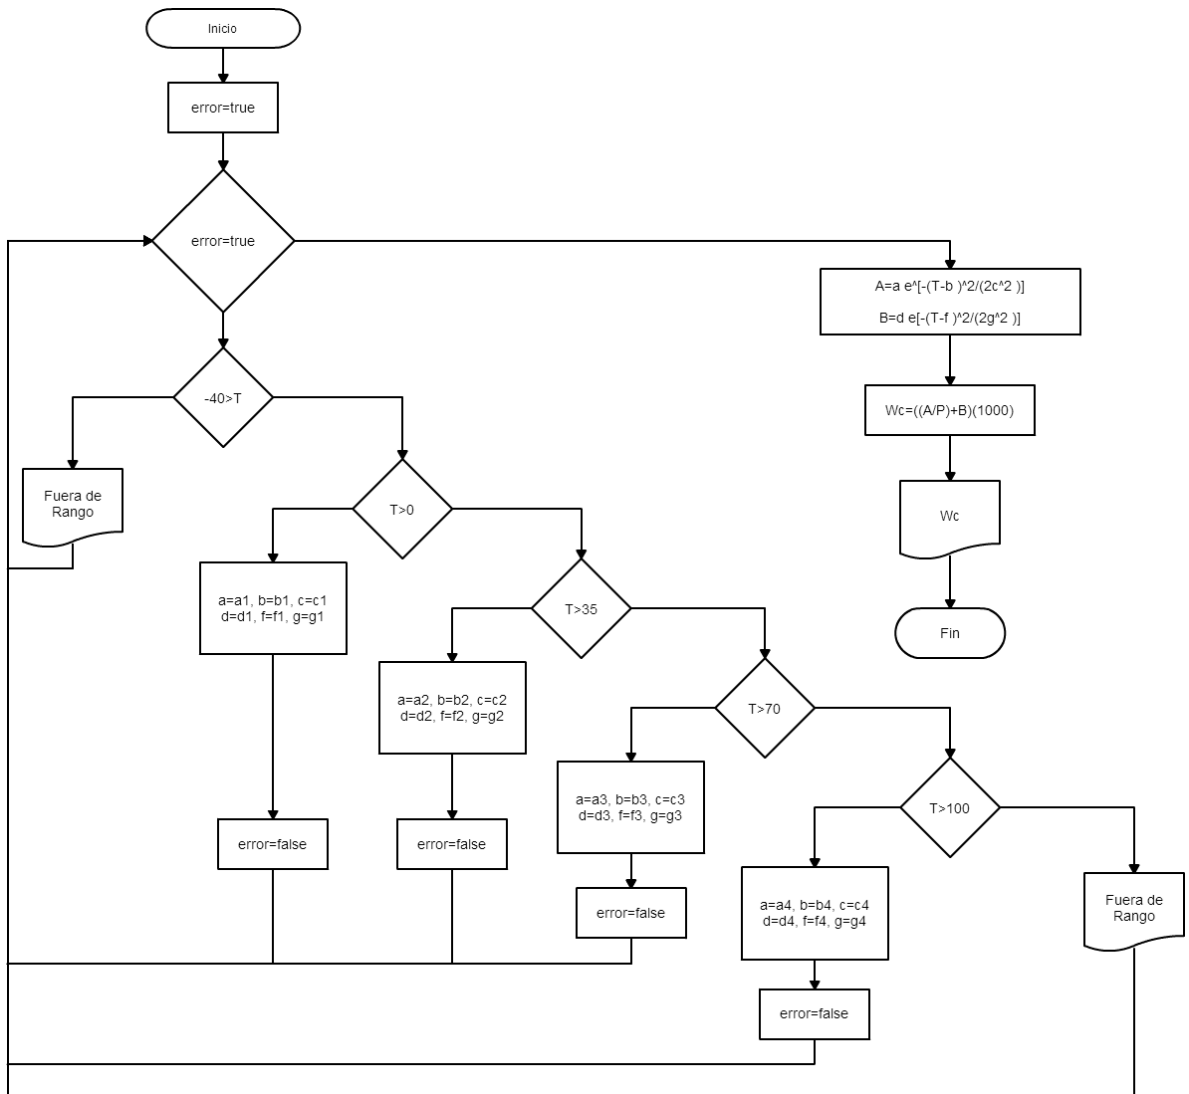 Inicio
error=true
error=true
A=a e^[-(T-b )^2/(2c^2 )]
B=d e[-(T-f )^2/(2g^2 )]
-40>T
Wc=((A/P)+B)(1000)
Fuera de
Rango
T>0
Wc
a=a1, b=b1, c=c1
d=d1, f=f1, g=g1
T>35
Fin
a=a2, b=b2, c=c2
d=d2, f=f2, g=g2
T>70
a=a3, b=b3, c=c3
d=d3, f=f3, g=g3
T>100
error=false
error=false
error=false
a=a4, b=b4, c=c4
d=d4, f=f4, g=g4
Fuera de
Rango
error=false